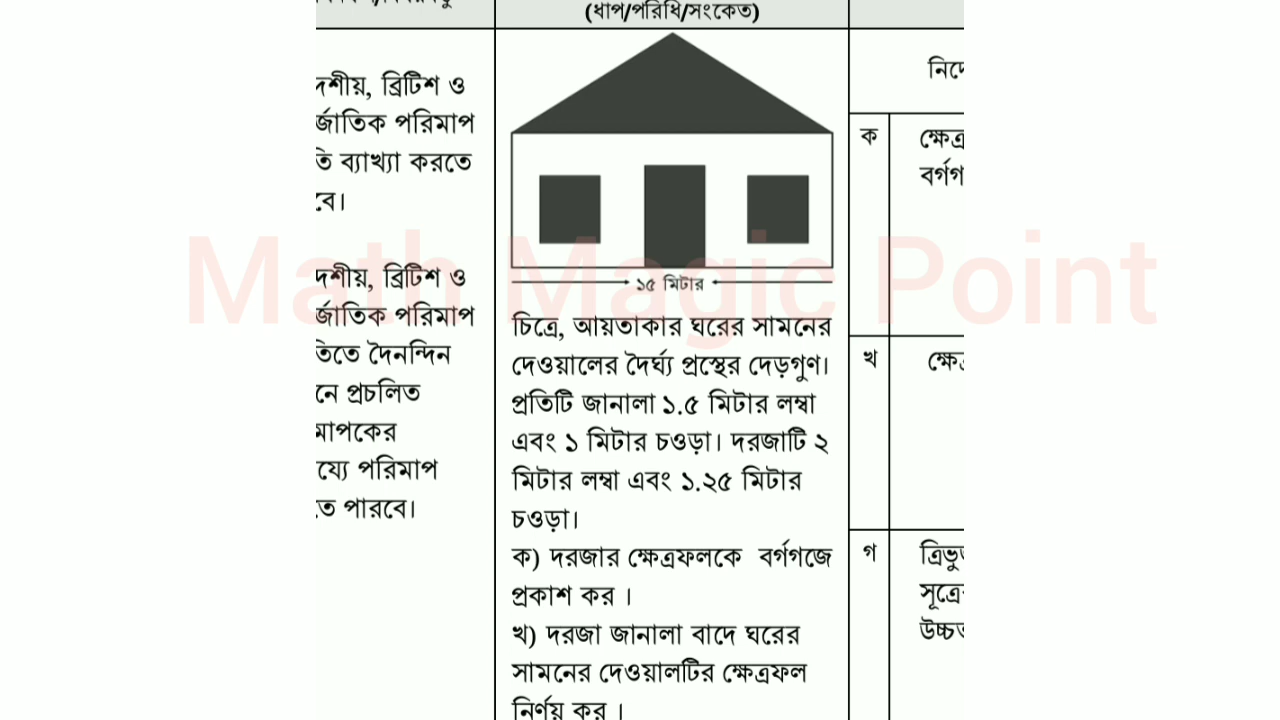 (ধাপ/পরিধি/সংকেত)
দশীয়, ব্রিটিশ ও
র্জাতিক পরিমাপ
তি ব্যাখ্যা করতে
বে।
দশীয়, ব্রিটিশ ও
র্জাতিক পরিমাপ
তিতে দৈনন্দিন
নে প্রচলিত
মাপকের
য্যে পরিমাপ
ত পারবে।
১৫ মিটার
চিত্রে, আয়তাকার ঘরের সামনের
দেওয়ালের দৈর্ঘ্য প্রস্থের দেড়গুণ।
প্রতিটি জানালা ১.৫ মিটার লম্বা
এবং ১ মিটার চওড়া। দরজাটি ২
মিটার লম্বা এবং ১.২৫ মিটার
চওড়া।
ক) দরজার ক্ষেত্রফলকে বর্গগজে
প্রকাশ কর ।
খ) দরজা জানালা বাদে ঘরের
সামনের দেওয়ালটির ক্ষেত্রফল
নির্ণয় কর ।
নিদে
ক ক্ষেত্র
বর্গগ
খ ক্ষেত্র
গ ত্রিভু
সূত্রে
উচ্চত
Math Magic Point